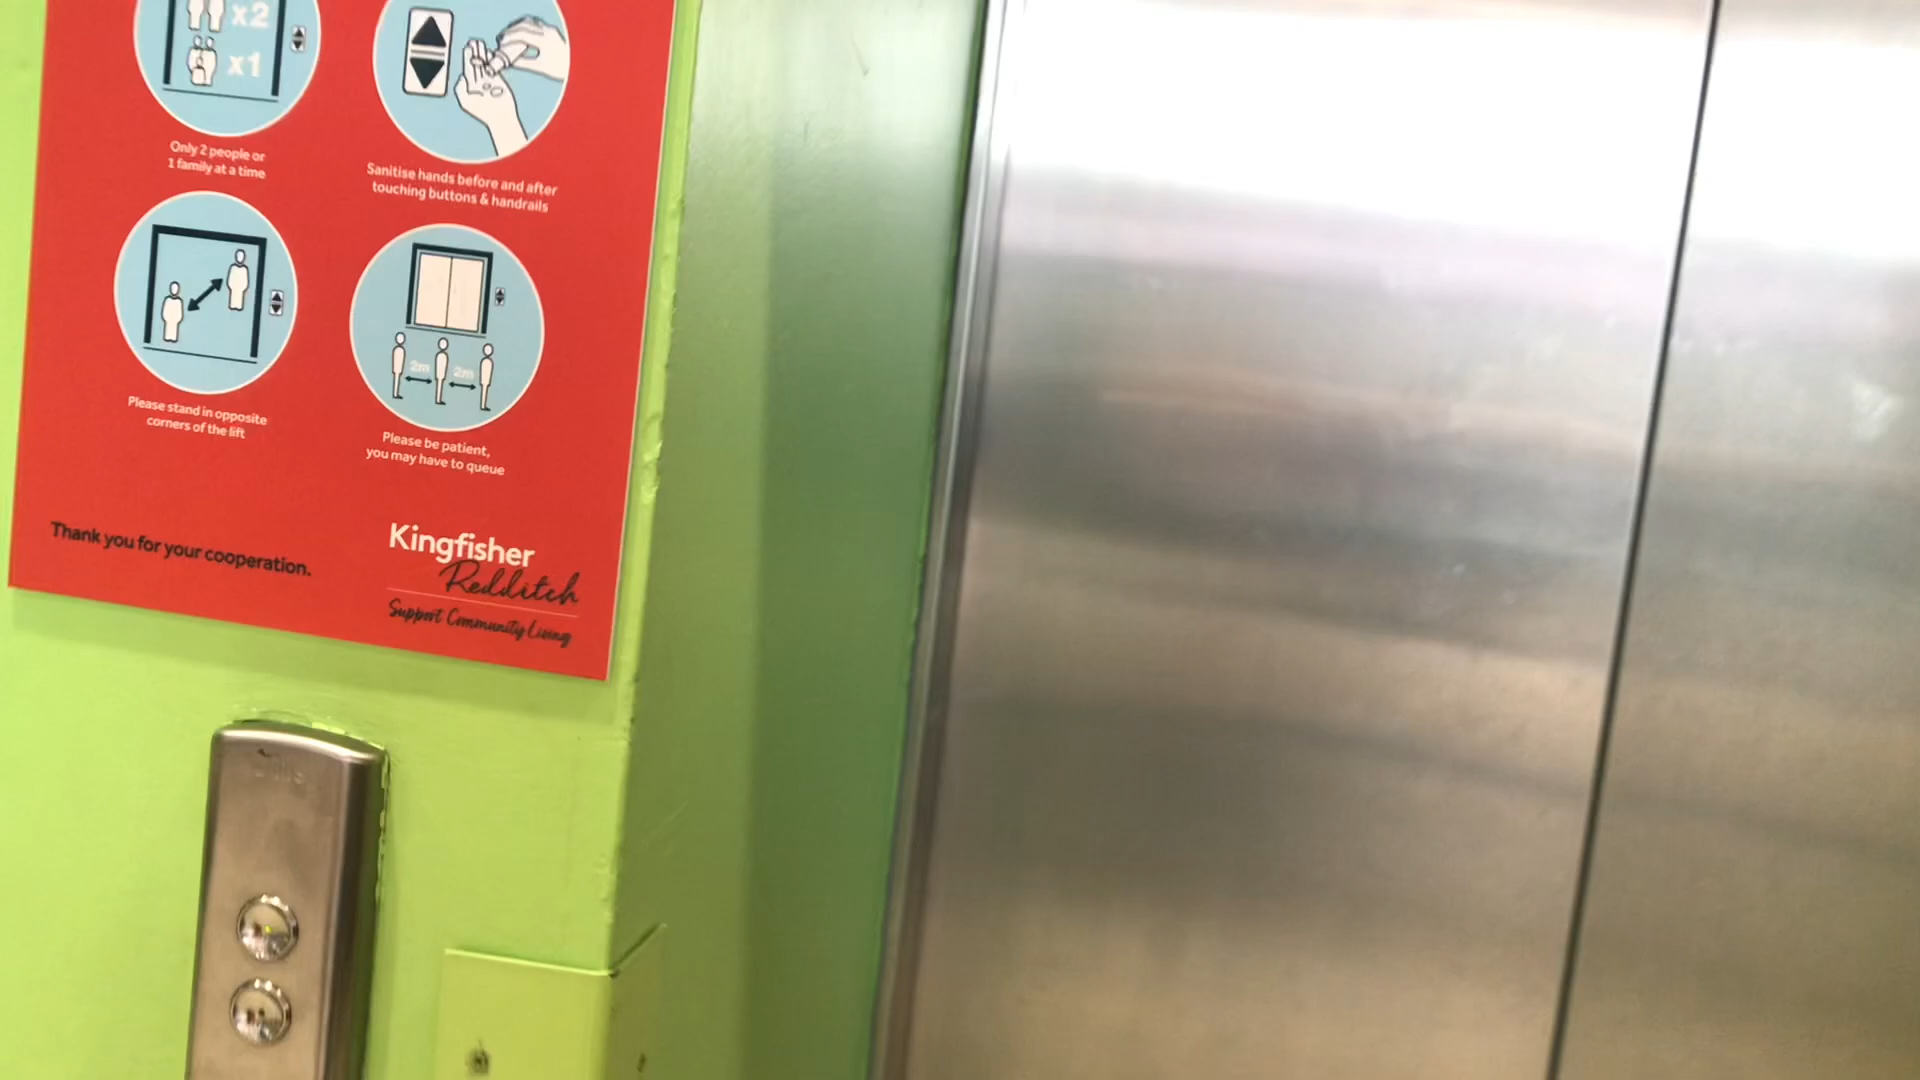 x2
x1
Only 2 people or
1 family at a time
Sanitise hands before and after
touching buttons & handrails
Please stand in opposite
corners of the lift
2m 2m
Please be patient,
you may have to queue
Thank you for your cooperation.
Kingfisher
Redditch
Support Community Living